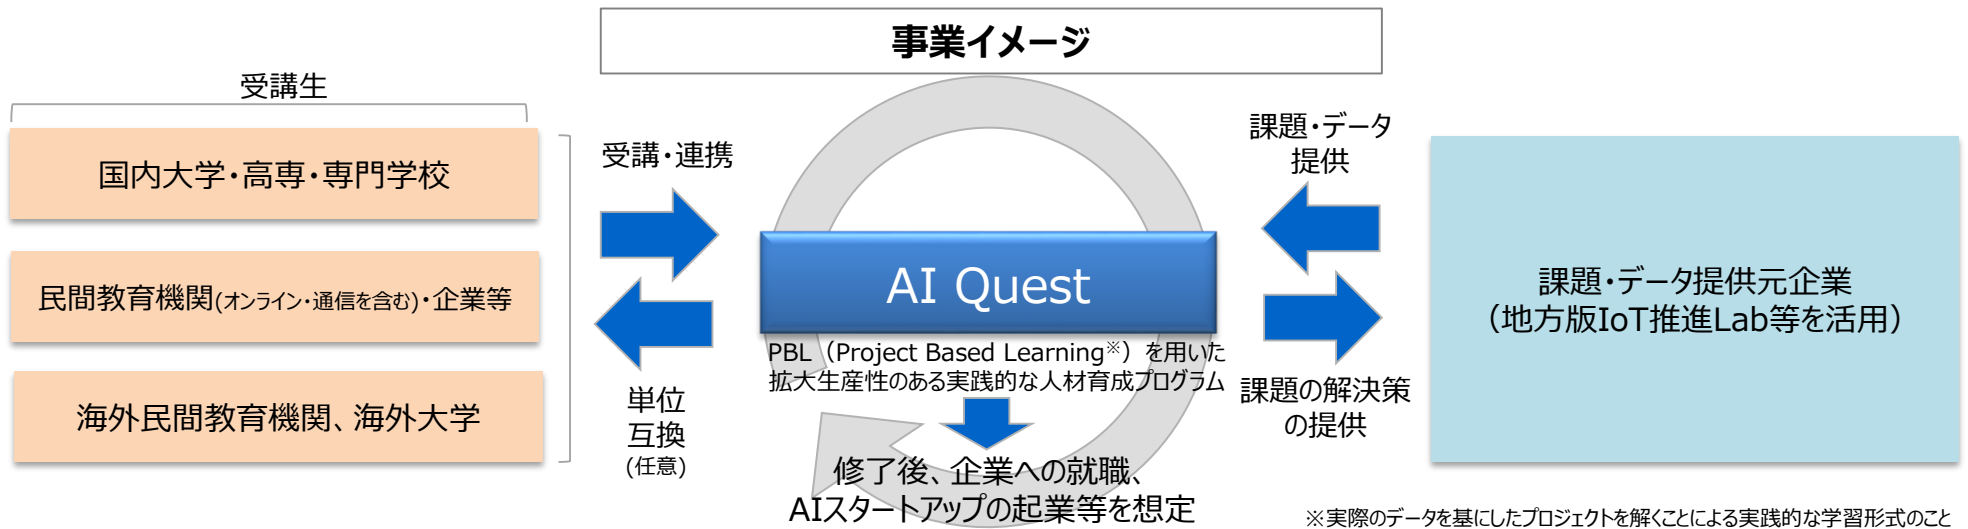 事業イメージ
受講生
国内大学・高専・専門学校
民間教育機関(オンライン・通信を含む)・企業等
海外民間教育機関、海外大学
受講・連携
単位
互換
(任意)
AI Quest
PBL（Project Based Learning※）を用いた
拡大生産性のある実践的な人材育成プログラム
修了後、企業への就職、
AIスタートアップの起業等を想定
課題・データ
提供
課題の解決策
の提供
課題・データ提供元企業
（地方版IoT推進Lab等を活用）
※実際のデータを基にしたプロジェクトを解くことによる実践的な学習形式のこと